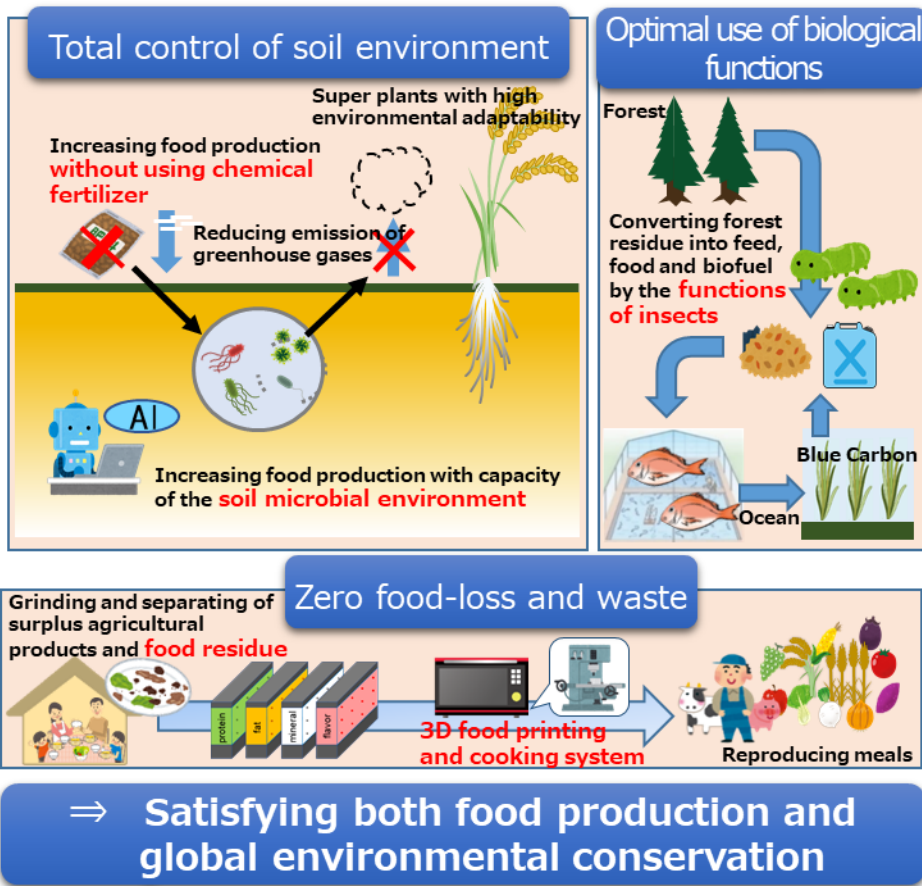 Total control of soil environment
Super plants with high
environmental adaptability
Increasing food production
without using chemical
fertilizer
Reducing emission of
greenhouse gases
AI
Increasing food production with capacity
of the soil microbial environment
Optimal use of biological
functions
Forest
Converting forest
residue into feed,
food and biofuel
by the functions
of insects
Blue Carbon
Ocean
Zero food-loss and waste
Grinding and separating of
surplus agricultural
products and food residue
protein
fat
mineral
flavor
3D food printing
and cooking system
Reproducing meals
⇒ Satisfying both food production and
global environmental conservation